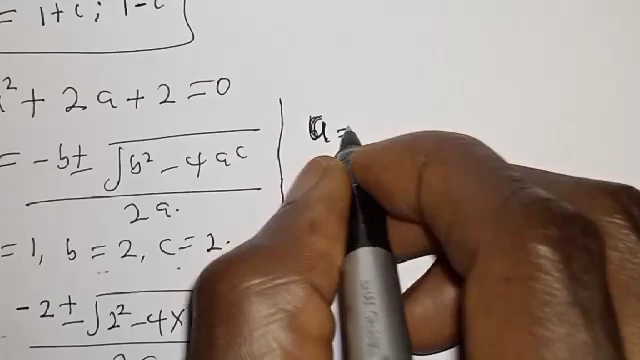 = 1+i ; 1-i
a² + 2a + 2 = 0
= -b ± √b² - 4ac
2a.
= 1, b = 2, c = 2.
-2 ± √2² - 4×
a =